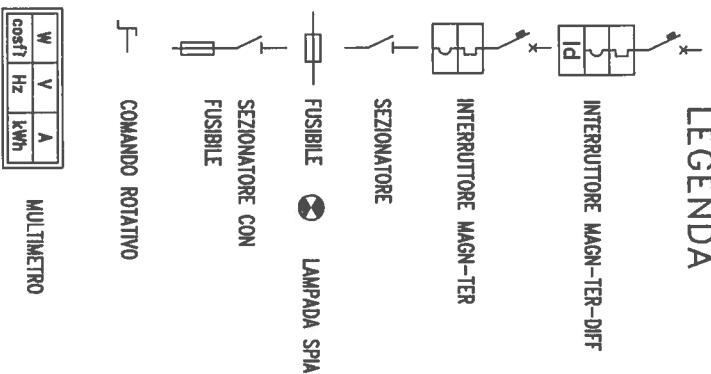 LEGENDA
Id
INTERRUTTORE MAGN-TER-DIFF
INTERRUTTORE MAGN-TER
SEZIONATORE
FUSIBILE LAMPADA SPIA
SEZIONATORE CON
FUSIBILE
COMANDO ROTATIVO
W V A
cosf? Hz kWh
MULTIMETRO